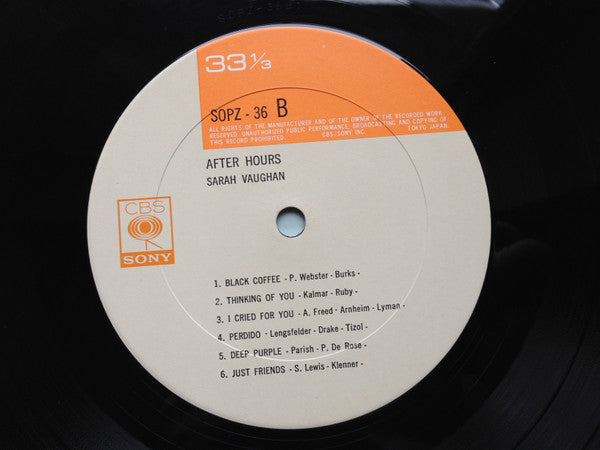 33 1/3
SOPZ - 36 B
ALL RIGHTS OF THE MANUFACTURER AND OF THE OWNER OF THE RECORDED WORK
RESERVED. UNAUTHORIZED PUBLIC PERFORMANCE, BROADCASTING AND COPYING OF
THIS RECORD PROHIBITED. CBS/SONY INC. TOKYO JAPAN
AFTER HOURS
SARAH VAUGHAN
CBS
SONY
1. BLACK COFFEE - P. Webster - Burks -
2. THINKING OF YOU - Kalmar - Ruby -
3. I CRIED FOR YOU - A. Freed - Arnheim - Lyman -
4. PERDIDO - Lengsfelder - Drake - Tizol -
5. DEEP PURPLE - Parish - P. De Rose -
6. JUST FRIENDS - S. Lewis - Klenner -